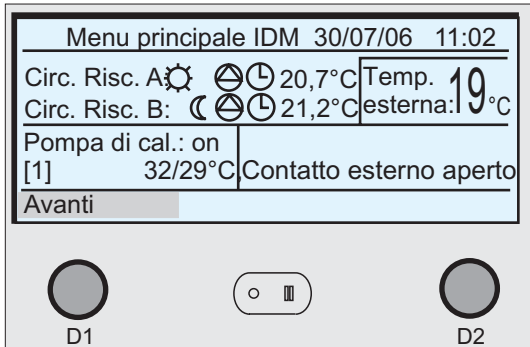 Menu principale IDM 30/07/06 11:02
Circ. Risc. A 20,7°C
Circ. Risc. B: 21,2°C
Temp.
esterna: 19°C
Pompa di cal.: on
[1] 32/29°C
Contatto esterno aperto
Avanti
D1
D2